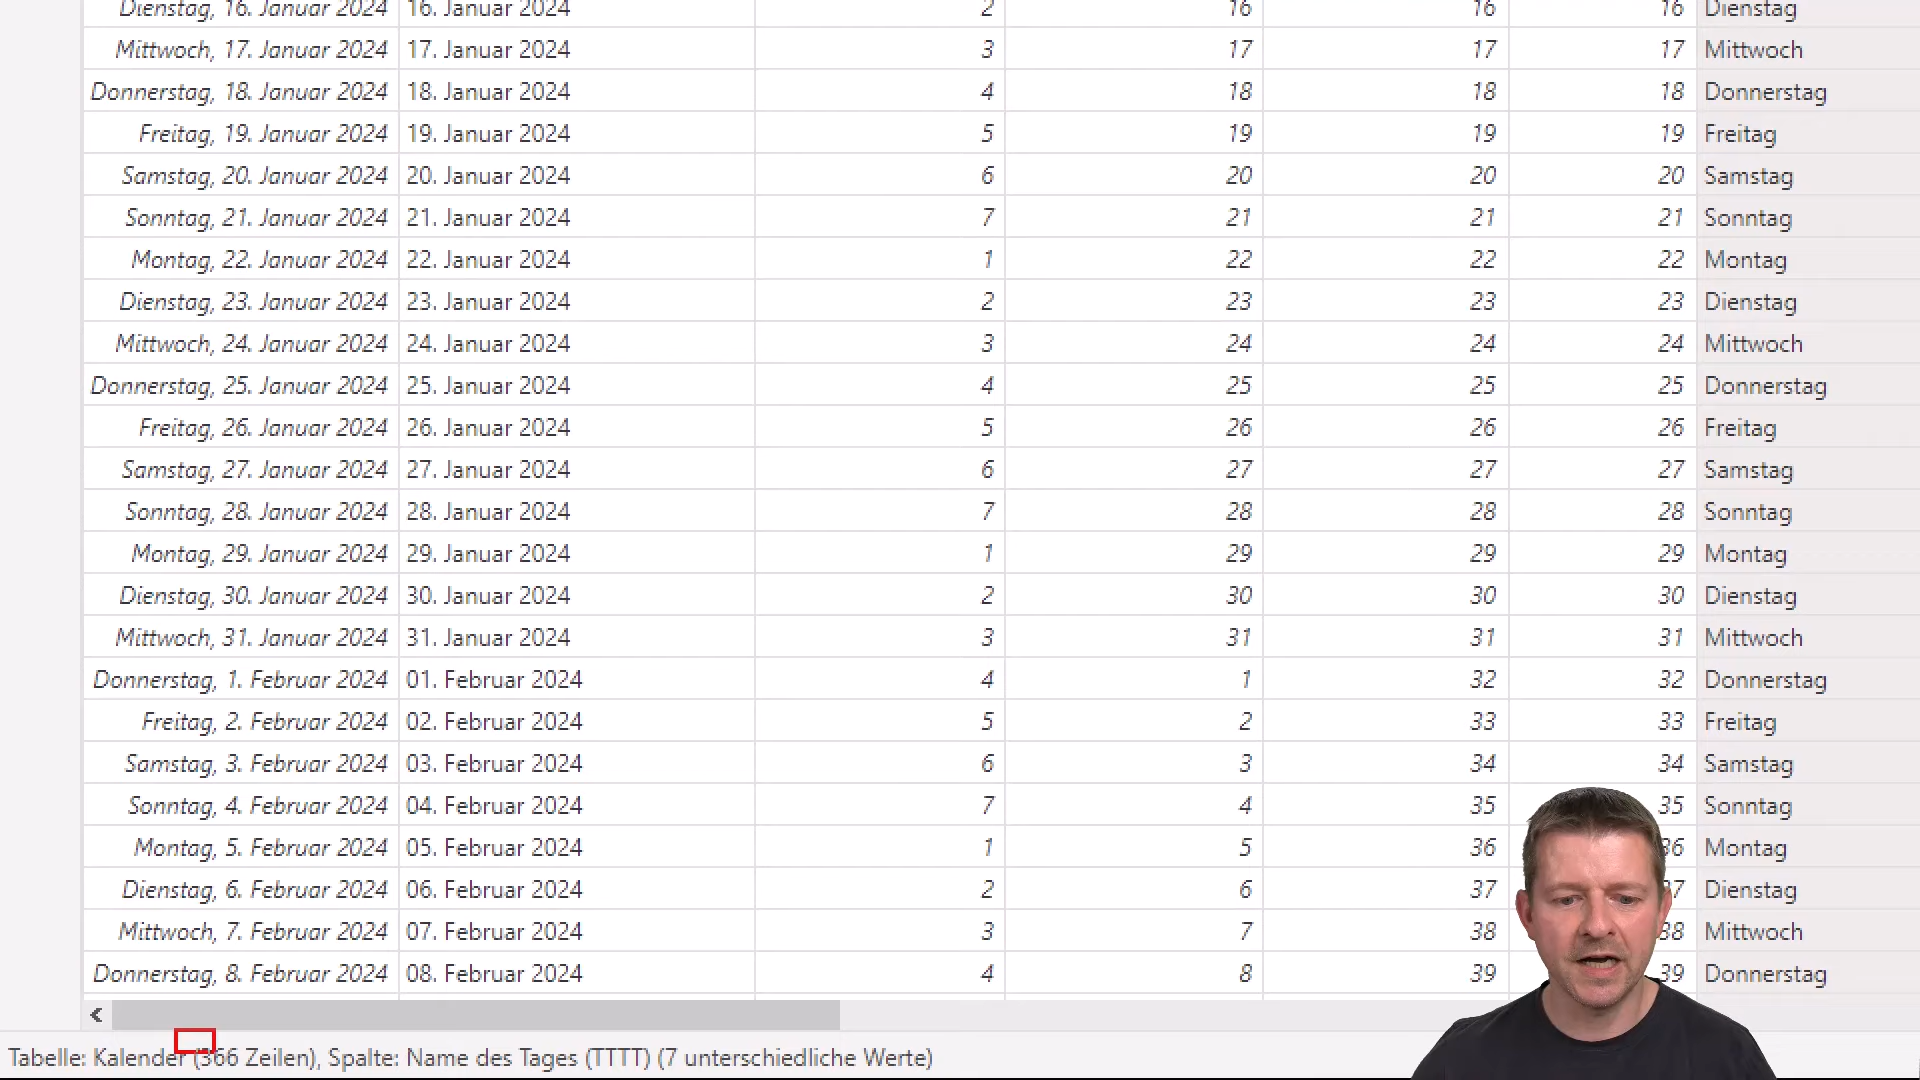 Dienstag, 16. Januar 2024 16. Januar 2024 2 16 16 16 Dienstag
Mittwoch, 17. Januar 2024 17. Januar 2024 3 17 17 17 Mittwoch
Donnerstag, 18. Januar 2024 18. Januar 2024 4 18 18 18 Donnerstag
Freitag, 19. Januar 2024 19. Januar 2024 5 19 19 19 Freitag
Samstag, 20. Januar 2024 20. Januar 2024 6 20 20 20 Samstag
Sonntag, 21. Januar 2024 21. Januar 2024 7 21 21 21 Sonntag
Montag, 22. Januar 2024 22. Januar 2024 1 22 22 22 Montag
Dienstag, 23. Januar 2024 23. Januar 2024 2 23 23 23 Dienstag
Mittwoch, 24. Januar 2024 24. Januar 2024 3 24 24 24 Mittwoch
Donnerstag, 25. Januar 2024 25. Januar 2024 4 25 25 25 Donnerstag
Freitag, 26. Januar 2024 26. Januar 2024 5 26 26 26 Freitag
Samstag, 27. Januar 2024 27. Januar 2024 6 27 27 27 Samstag
Sonntag, 28. Januar 2024 28. Januar 2024 7 28 28 28 Sonntag
Montag, 29. Januar 2024 29. Januar 2024 1 29 29 29 Montag
Dienstag, 30. Januar 2024 30. Januar 2024 2 30 30 30 Dienstag
Mittwoch, 31. Januar 2024 31. Januar 2024 3 31 31 31 Mittwoch
Donnerstag, 1. Februar 2024 01. Februar 2024 4 1 32 32 Donnerstag
Freitag, 2. Februar 2024 02. Februar 2024 5 2 33 33 Freitag
Samstag, 3. Februar 2024 03. Februar 2024 6 3 34 34 Samstag
Sonntag, 4. Februar 2024 04. Februar 2024 7 4 35 35 Sonntag
Montag, 5. Februar 2024 05. Februar 2024 1 5 36 36 Montag
Dienstag, 6. Februar 2024 06. Februar 2024 2 6 37 7 Dienstag
Mittwoch, 7. Februar 2024 07. Februar 2024 3 7 38 38 Mittwoch
Donnerstag, 8. Februar 2024 08. Februar 2024 4 8 39 39 Donnerstag
Tabelle: Kalender (366 Zeilen), Spalte: Name des Tages (TTTT) (7 unterschiedliche Werte)